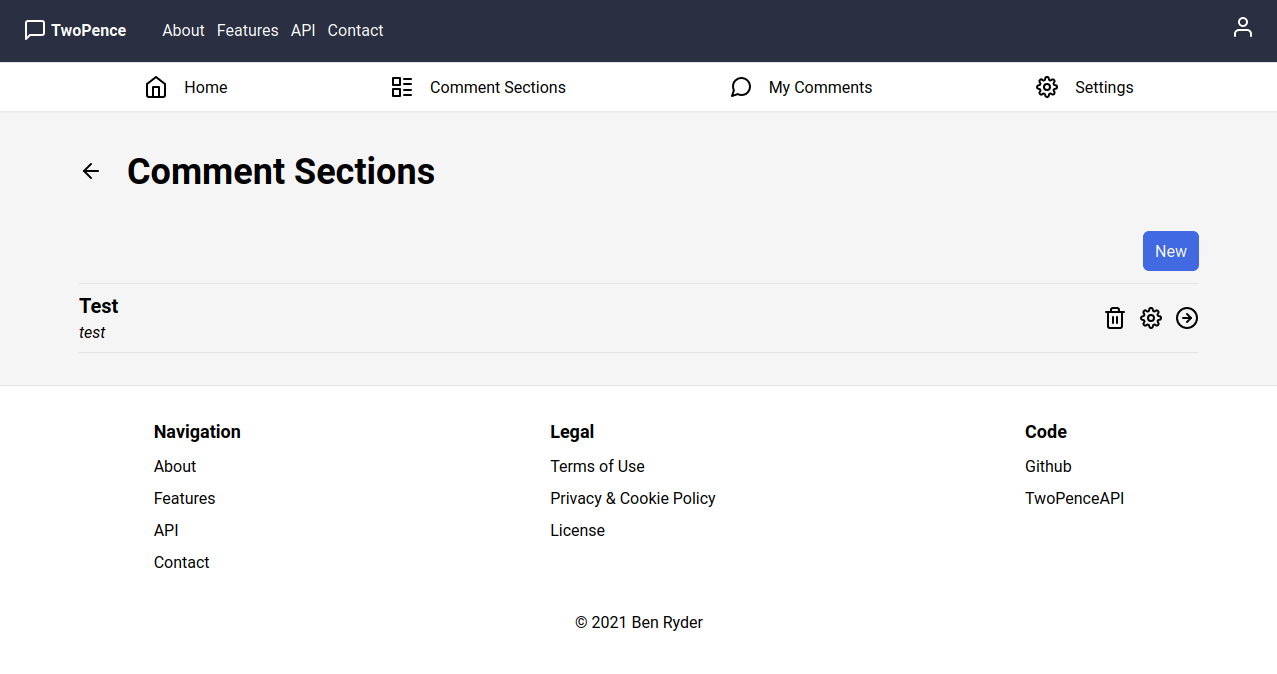 TwoPence About Features API Contact
Home Comment Sections My Comments Settings
Comment Sections
New
Test
test
Navigation
About
Features
API
Contact
Legal
Terms of Use
Privacy & Cookie Policy
License
Code
Github
TwoPenceAPI
© 2021 Ben Ryder